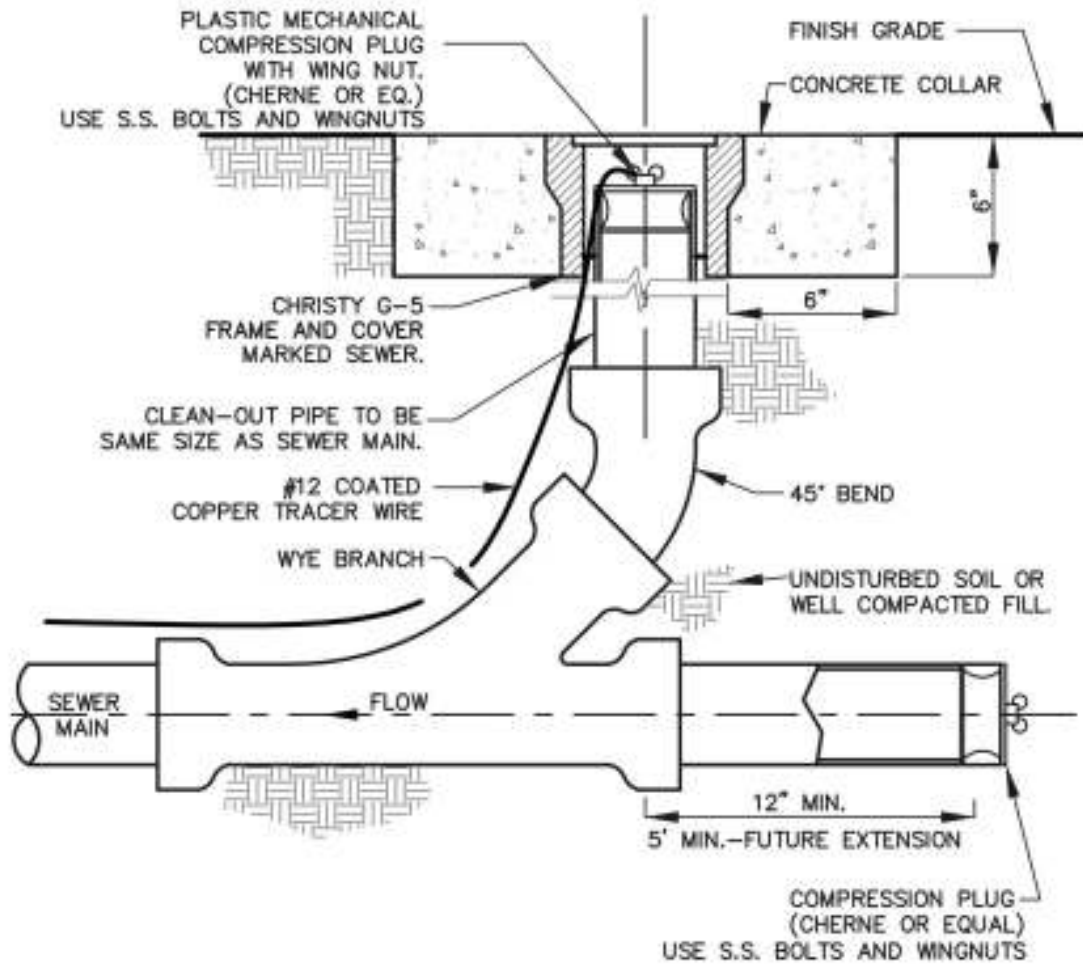 PLASTIC MECHANICAL
COMPRESSION PLUG
WITH WING NUT.
(CHERNE OR EQ.)
USE S.S. BOLTS AND WINGNUTS
FINISH GRADE
CONCRETE COLLAR
6"
6"
CHRISTY G-5
FRAME AND COVER
MARKED SEWER.
CLEAN-OUT PIPE TO BE
SAME SIZE AS SEWER MAIN.
#12 COATED
COPPER TRACER WIRE
45° BEND
WYE BRANCH
UNDISTURBED SOIL OR
WELL COMPACTED FILL.
SEWER
MAIN
FLOW
12" MIN.
5' MIN.-FUTURE EXTENSION
COMPRESSION PLUG
(CHERNE OR EQUAL)
USE S.S. BOLTS AND WINGNUTS